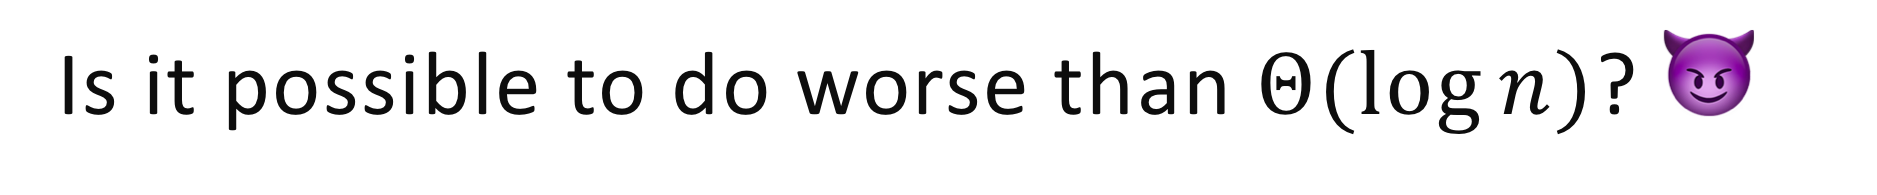 Is it possible to do worse than Θ(log n)? 😈